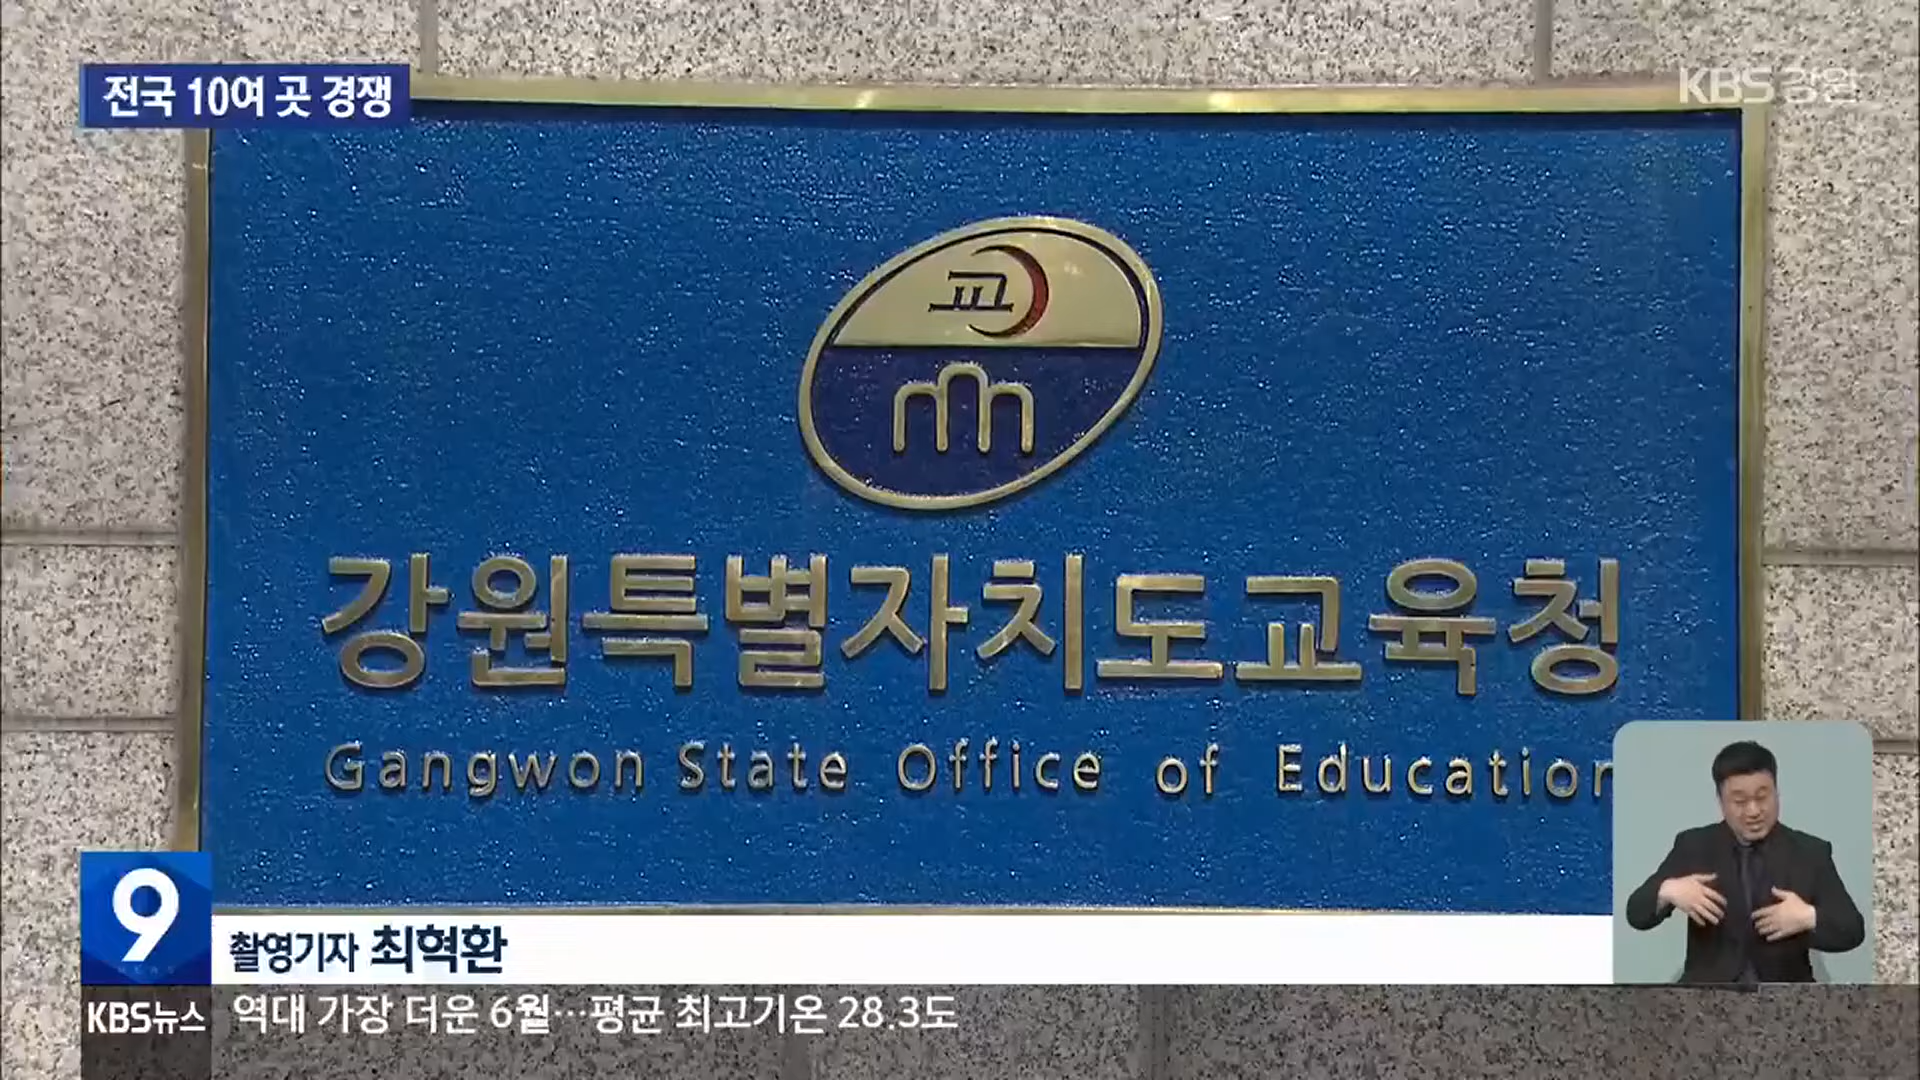 전국 10여 곳 경쟁
KBS 강원
교
강원특별자치도교육청
Gangwon State Office of Education
9
NEWS
촬영기자 최혁환
KBS뉴스 역대 가장 더운 6월…평균 최고기온 28.3도